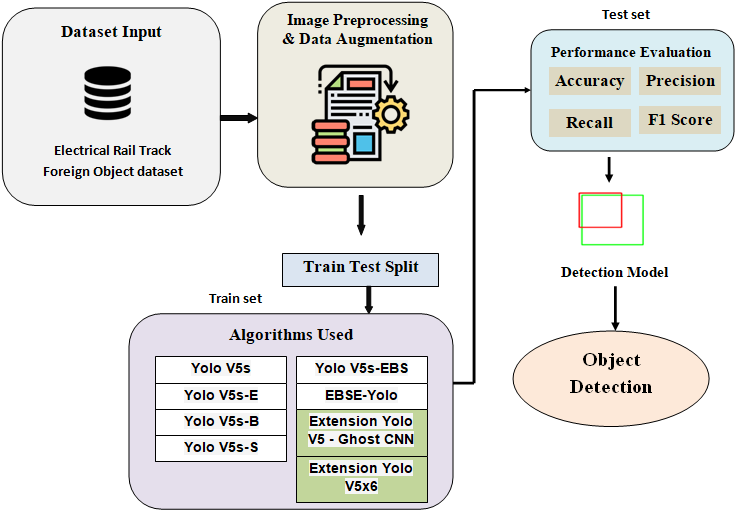 Dataset Input
Electrical Rail Track
Foreign Object dataset
Image Preprocessing
& Data Augmentation
Train Test Split
Train set
Algorithms Used
Yolo V5s
Yolo V5s-E
Yolo V5s-B
Yolo V5s-S
Yolo V5s-EBS
EBSE-Yolo
Extension Yolo
V5 - Ghost CNN
Extension Yolo
V5x6
Test set
Performance Evaluation
Accuracy
Precision
Recall
F1 Score
Detection Model
Object
Detection